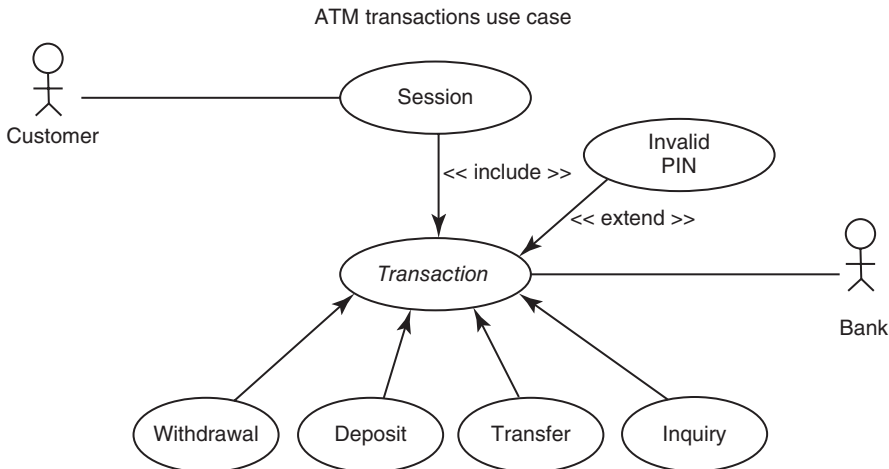 ATM transactions use case
Session
Customer
Invalid
PIN
<< include >>
<< extend >>
Transaction
Bank
Withdrawal
Deposit
Transfer
Inquiry